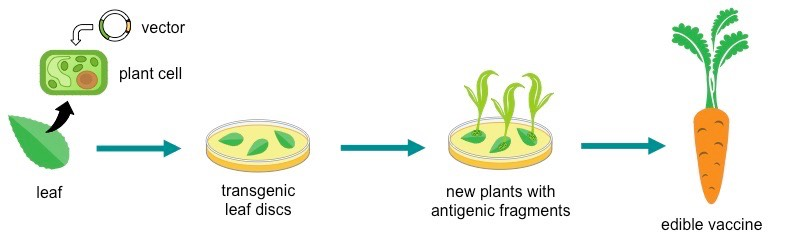 vector
plant cell
leaf
transgenic
leaf discs
new plants with
antigenic fragments
edible vaccine